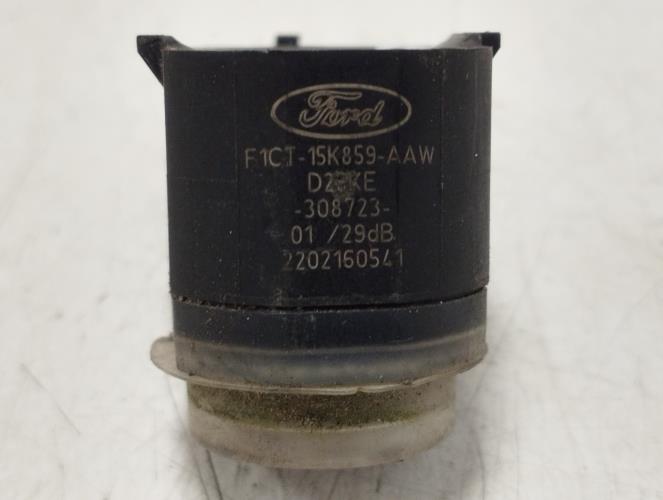 Ford
F1CT-15K859-AAW
-308723-
01 /29dB
2202160541